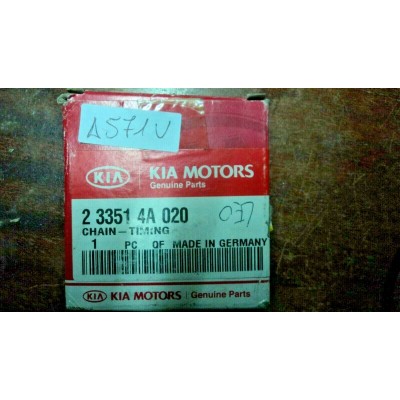 A571V
KIA KIA MOTORS
Genuine Parts
2 3351 4A 020
037
CHAIN-TIMING
1 PC OF MADE IN GERMANY
KIA KIA MOTORS Genuine Parts